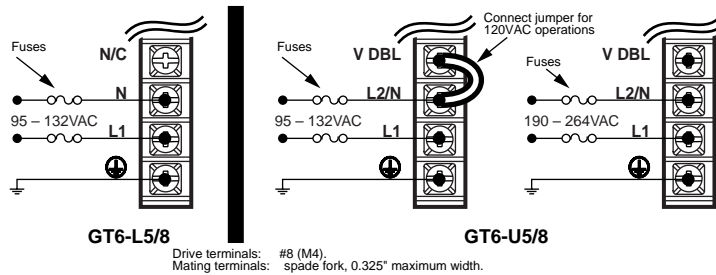 Fuses
N/C
N
95 – 132VAC
L1
GT6-L5/8
Connect jumper for
120VAC operations
Fuses
V DBL
L2/N
95 – 132VAC
L1
V DBL
Fuses
L2/N
190 – 264VAC
L1
GT6-U5/8
Drive terminals: #8 (M4).
Mating terminals: spade fork, 0.325" maximum width.